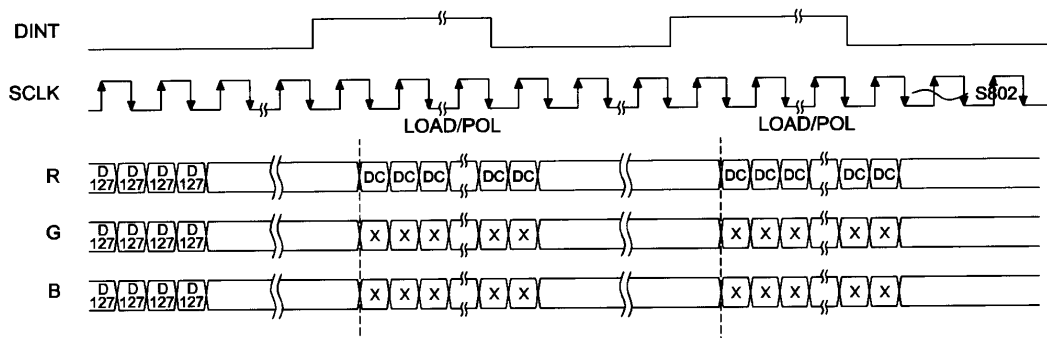 DINT
SCLK
S802
LOAD/POL LOAD/POL
R D 127 D 127 D 127 D 127 DC DC DC DC DC DC DC DC DC DC
G D 127 D 127 D 127 D 127 X X X X X X X X X X
B D 127 D 127 D 127 D 127 X X X X X X X X X X